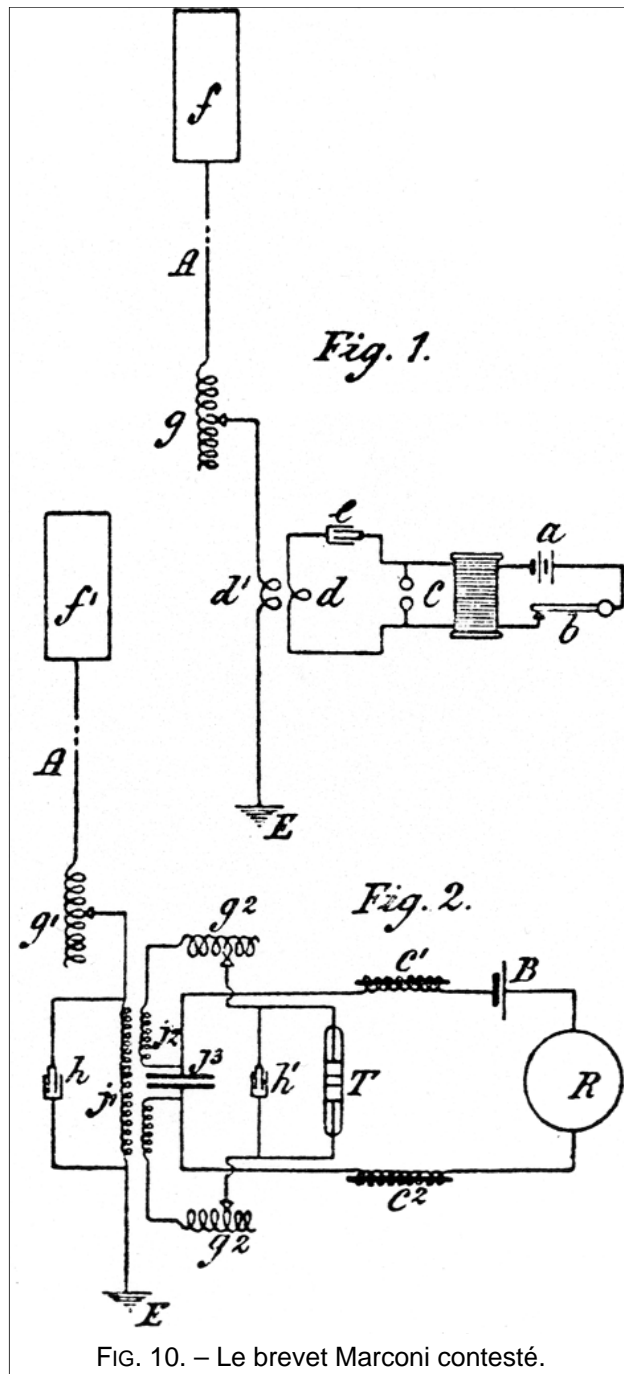 f
A
Fig. 1.
g
e
a
d'
d
C
b
f'
E
A
Fig. 2.
g'
g2
c'
B
h
j'
j2
J3
h'
T
R
c2
g2
E
FIG. 10. – Le brevet Marconi contesté.